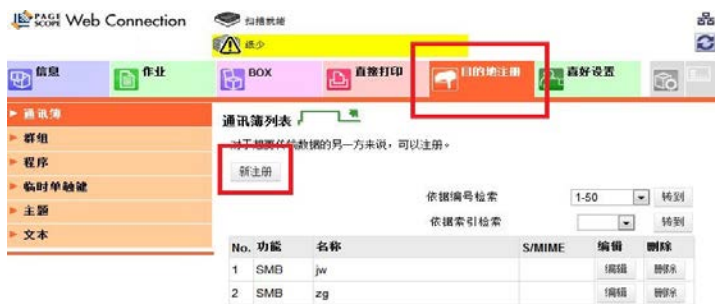 PAGE SCOPE Web Connection
扫描就绪
纸少
信息
作业
BOX
直接打印
目的地注册
喜好设置
通讯簿
群组
程序
临时单触键
主题
文本
通讯簿列表
对于想要传输数据的另一方来说，可以注册。
新注册
依据编号检索 1-50 转到
依据索引检索 转到
No. 功能 名称 S/MIME 编辑 删除
1 SMB jw 编辑 删除
2 SMB zg 编辑 删除